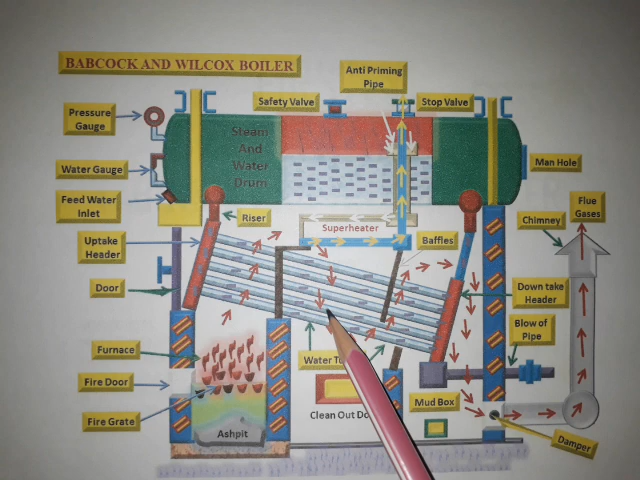 BABCOCK AND WILCOX BOILER
Anti Priming
Pipe
Safety Valve
Stop Valve
Pressure
Gauge
Steam
And
Water
Drum
Water Gauge
Man Hole
Feed Water
Inlet
Riser
Chimney
Flue
Gases
Superheater
Uptake
Header
Baffles
Door
Down take
Header
Blow of
Pipe
Furnace
Water
Fire Door
Mud Box
Clean Out
Fire Grate
Ashpit
Damper